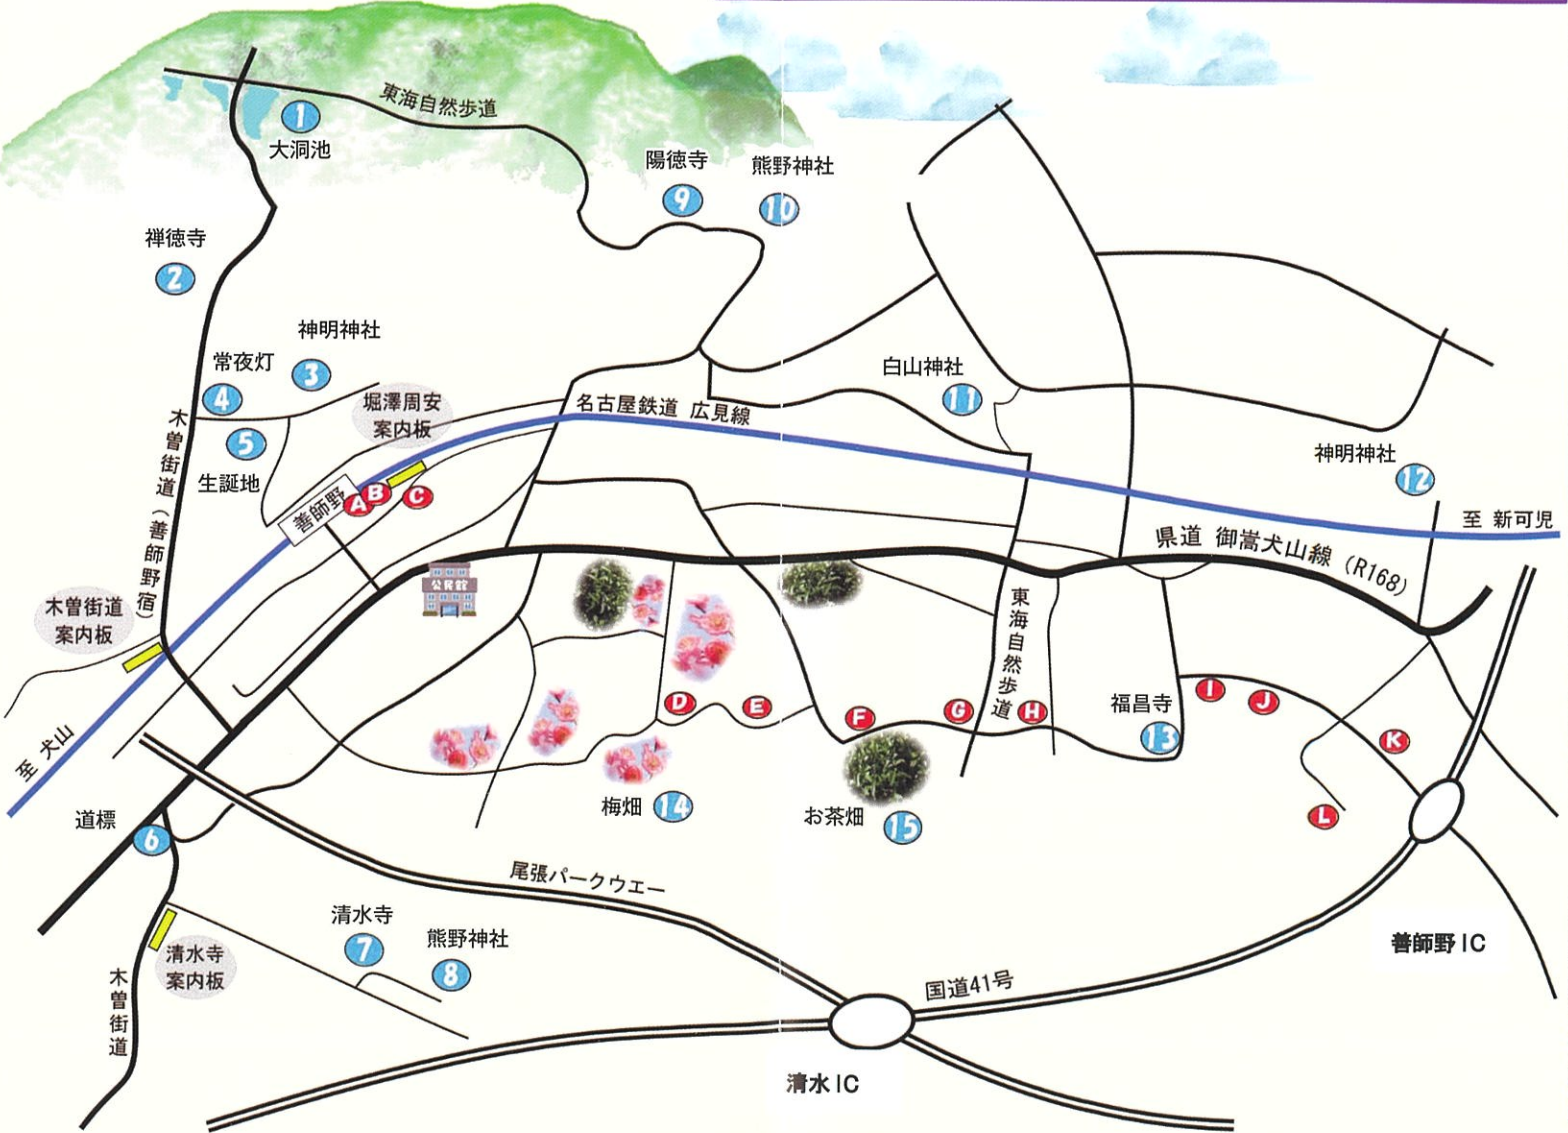 東海自然歩道
1
大洞池
陽徳寺
9
熊野神社
10
禅徳寺
2
神明神社
3
常夜灯
4
5
生誕地
堀澤周安
案内板
名古屋鉄道 広見線
白山神社
11
神明神社
12
至 新可児
木曽街道(善師野宿)
善師野
A
B
C
県道 御嵩犬山線(R168)
公民館
木曽街道
案内板
東海自然歩道
D
E
F
G
H
福昌寺
13
I
J
K
L
至 犬山
道標
6
梅畑
14
お茶畑
15
尾張パークウエー
清水寺
7
熊野神社
8
清水寺
案内板
木曽街道
国道41号
善師野IC
清水IC